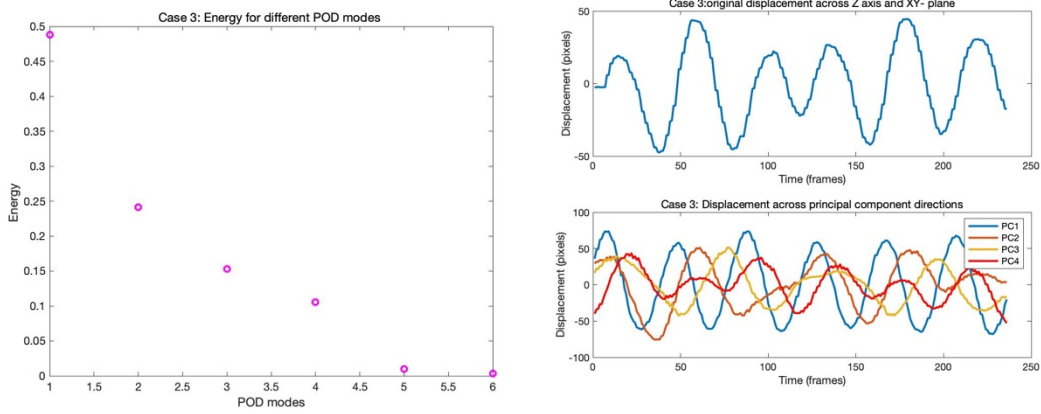 Case 3: Energy for different POD modes
0.5
0.45
0.4
0.35
0.3
0.25
0.2
0.15
0.1
0.05
0
Energy
1 1.5 2 2.5 3 3.5 4 4.5 5 5.5 6
POD modes
Case 3:original displacement across Z axis and XY- plane
50
0
-50
Displacement (pixels)
0 50 100 150 200 250
Time (frames)
Case 3: Displacement across principal component directions
100
50
0
-50
-100
Displacement (pixels)
PC1
PC2
PC3
PC4
0 50 100 150 200 250
Time (frames)